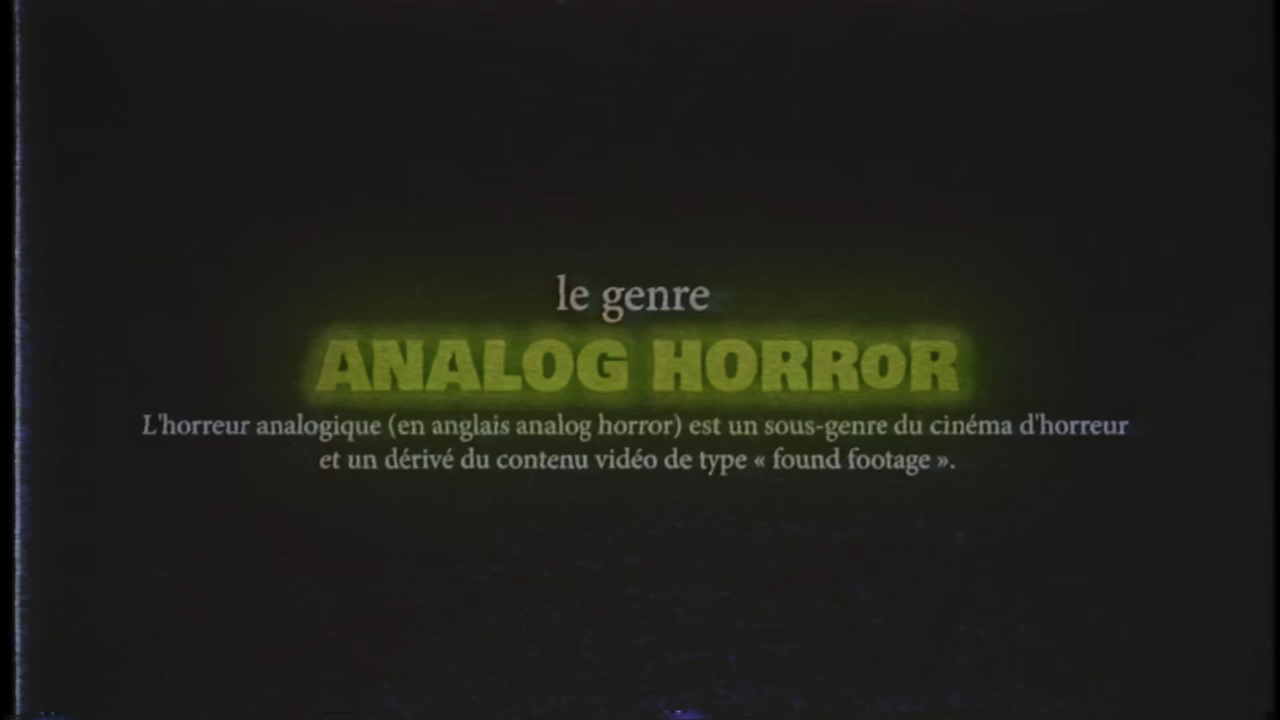 le genre
ANALOG HORRoR
L'horreur analogique (en anglais analog horror) est un sous-genre du cinéma d'horreur
et un dérivé du contenu vidéo de type « found footage ».